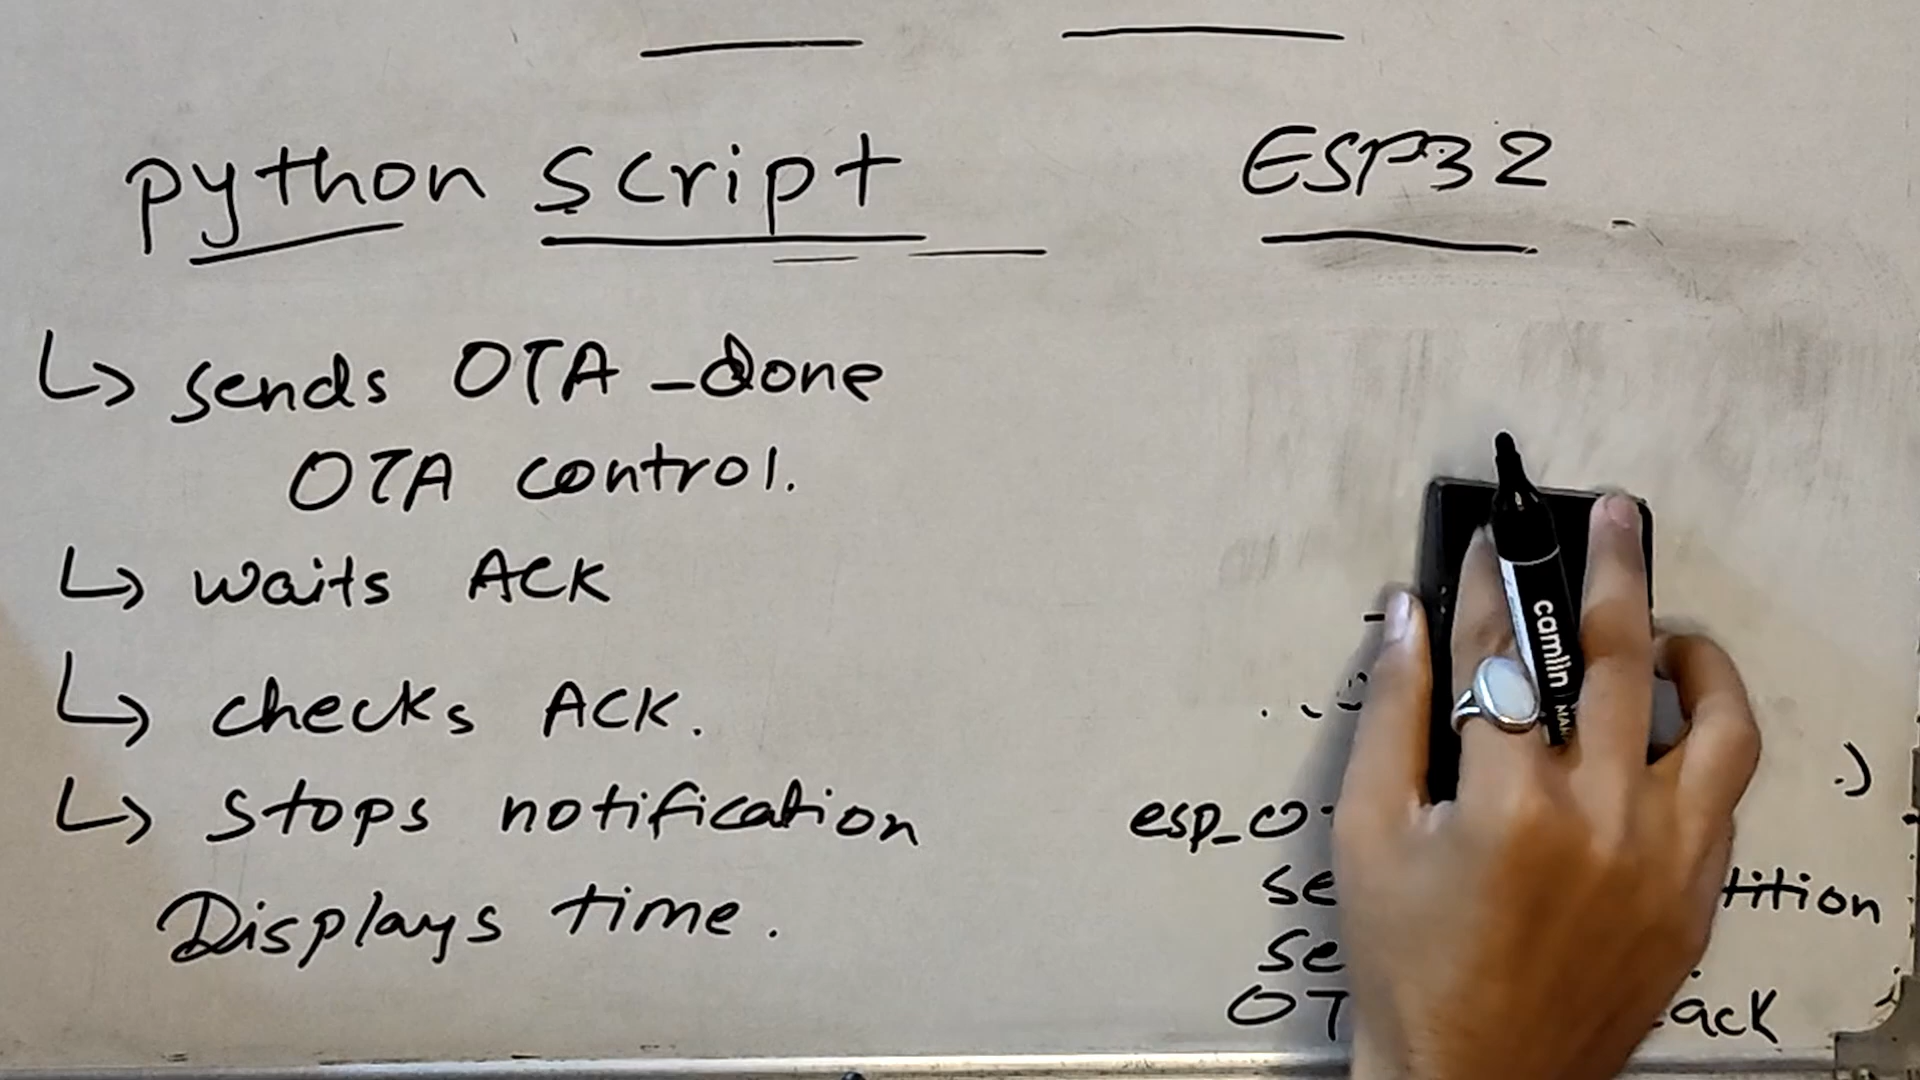 python script
↳ sends OTA_done
OTA control.
↳ waits ACK
↳ checks ACK.
↳ stops notification
Displays time.
ESP32
camlin